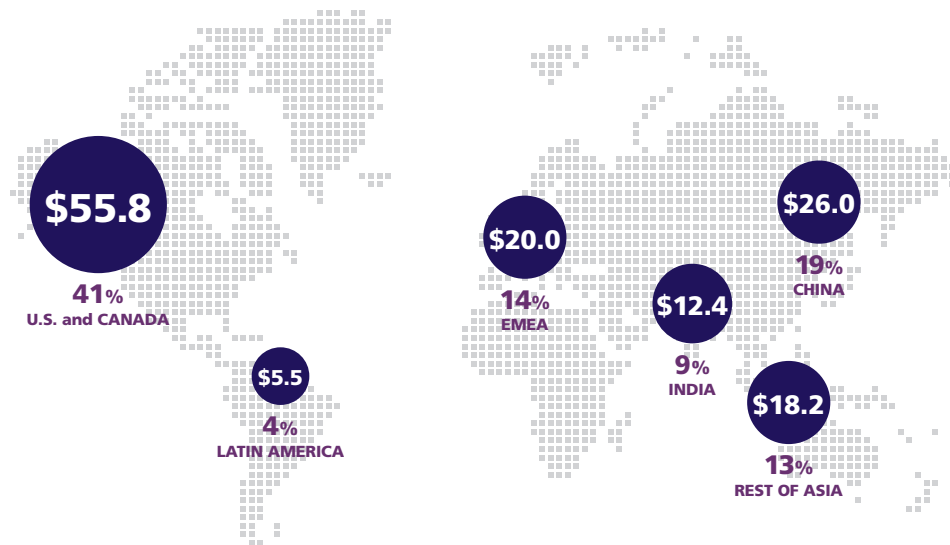 $55.8
41%
U.S. and CANADA
$5.5
4%
LATIN AMERICA
$20.0
14%
EMEA
$12.4
9%
INDIA
$26.0
19%
CHINA
$18.2
13%
REST OF ASIA